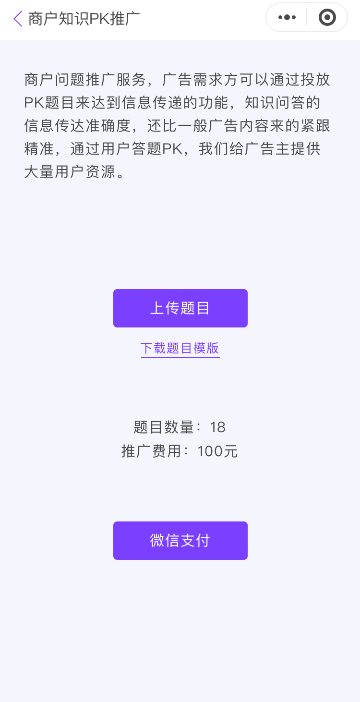 商户知识PK推广
商户问题推广服务，广告需求方可以通过投放
PK题目来达到信息传递的功能，知识问答的
信息传达准确度，还比一般广告内容来的紧跟
精准，通过用户答题PK，我们给广告主提供
大量用户资源。
上传题目
下载题目模版
题目数量：18
推广费用：100元
微信支付